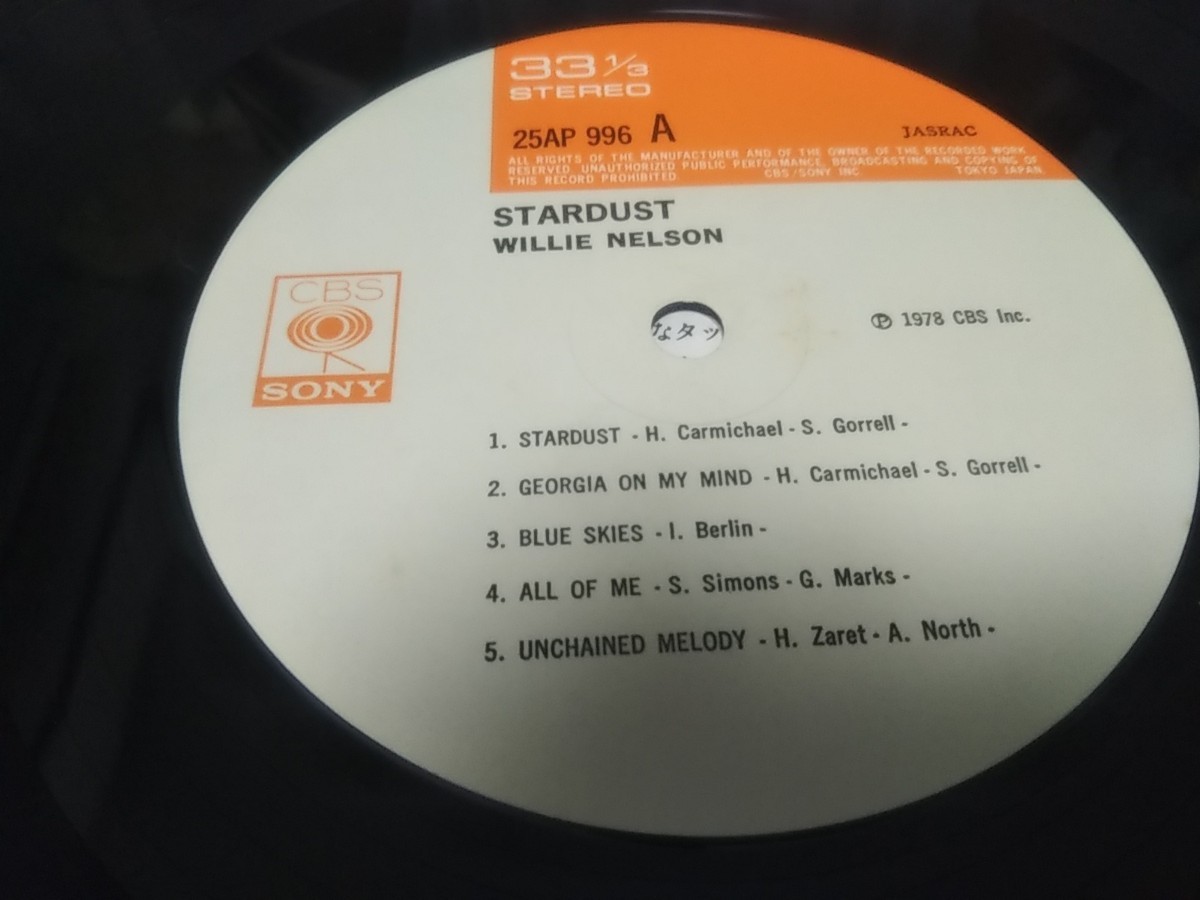 33 1/3
STEREO
25AP 996 A
JASRAC
ALL RIGHTS OF THE MANUFACTURER AND OF THE OWNER OF THE RECORDED WORK
RESERVED. UNAUTHORIZED PUBLIC PERFORMANCE, BROADCASTING AND COPYING OF
THIS RECORD PROHIBITED. CBS/SONY INC. TOKYO JAPAN.
STARDUST
WILLIE NELSON
CBS
SONY
なタッ
Ⓟ 1978 CBS Inc.
1. STARDUST - H. Carmichael - S. Gorrell -
2. GEORGIA ON MY MIND - H. Carmichael - S. Gorrell -
3. BLUE SKIES - I. Berlin -
4. ALL OF ME - S. Simons - G. Marks -
5. UNCHAINED MELODY - H. Zaret - A. North -